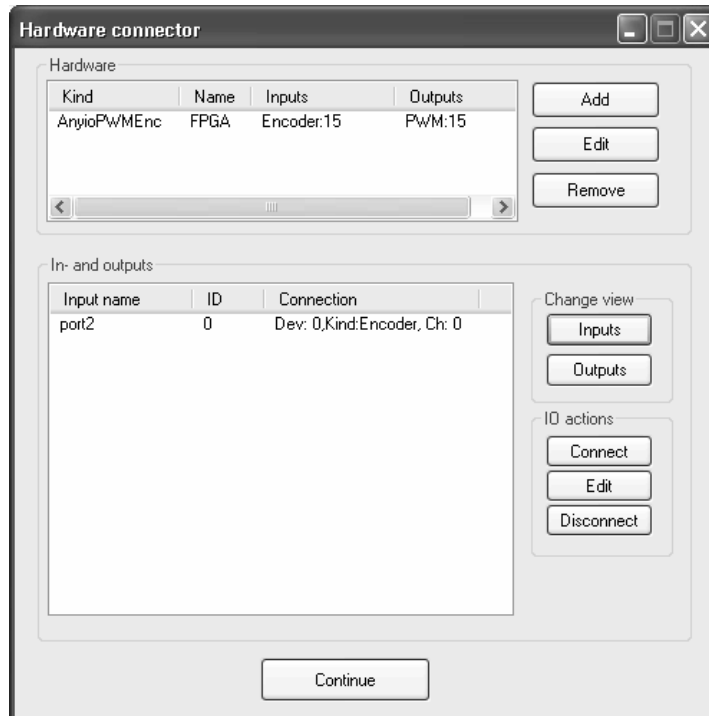 Hardware connector
Hardware
Kind Name Inputs Outputs
AnyioPWMEnc FPGA Encoder:15 PWM:15
Add
Edit
Remove
In- and outputs
Input name ID Connection
port2 0 Dev: 0,Kind:Encoder, Ch: 0
Change view
Inputs
Outputs
IO actions
Connect
Edit
Disconnect
Continue